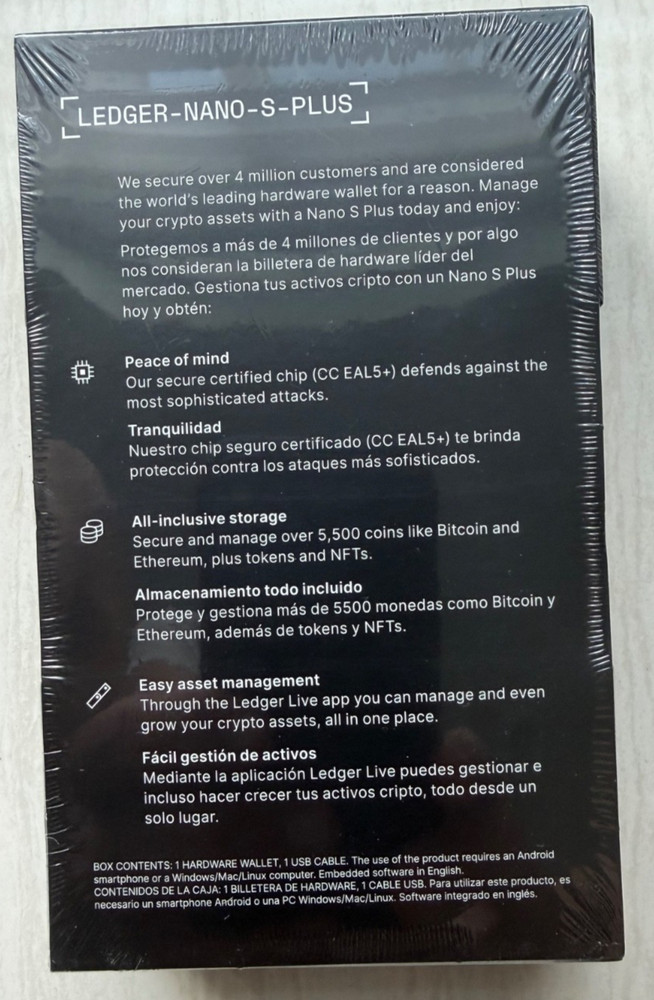 LEDGER-NANO-S-PLUS
We secure over 4 million customers and are considered
the world's leading hardware wallet for a reason. Manage
your crypto assets with a Nano S Plus today and enjoy:
Protegemos a más de 4 millones de clientes y por algo
nos consideran la billetera de hardware líder del
mercado. Gestiona tus activos cripto con un Nano S Plus
hoy y obtén:
Peace of mind
Our secure certified chip (CC EAL5+) defends against the
most sophisticated attacks.
Tranquilidad
Nuestro chip seguro certificado (CC EAL5+) te brinda
protección contra los ataques más sofisticados.
All-inclusive storage
Secure and manage over 5,500 coins like Bitcoin and
Ethereum, plus tokens and NFTs.
Almacenamiento todo incluido
Protege y gestiona más de 5500 monedas como Bitcoin y
Ethereum, además de tokens y NFTs.
Easy asset management
Through the Ledger Live app you can manage and even
grow your crypto assets, all in one place.
Fácil gestión de activos
Mediante la aplicación Ledger Live puedes gestionar e
incluso hacer crecer tus activos cripto, todo desde un
solo lugar.
BOX CONTENTS: 1 HARDWARE WALLET, 1 USB CABLE. The use of the product requires an Android
smartphone or a Windows/Mac/Linux computer. Embedded software in English.
CONTENIDOS DE LA CAJA: 1 BILLETERA DE HARDWARE, 1 CABLE USB. Para utilizar este producto, es
necesario un smartphone Android o una PC Windows/Mac/Linux. Software integrado en inglés.